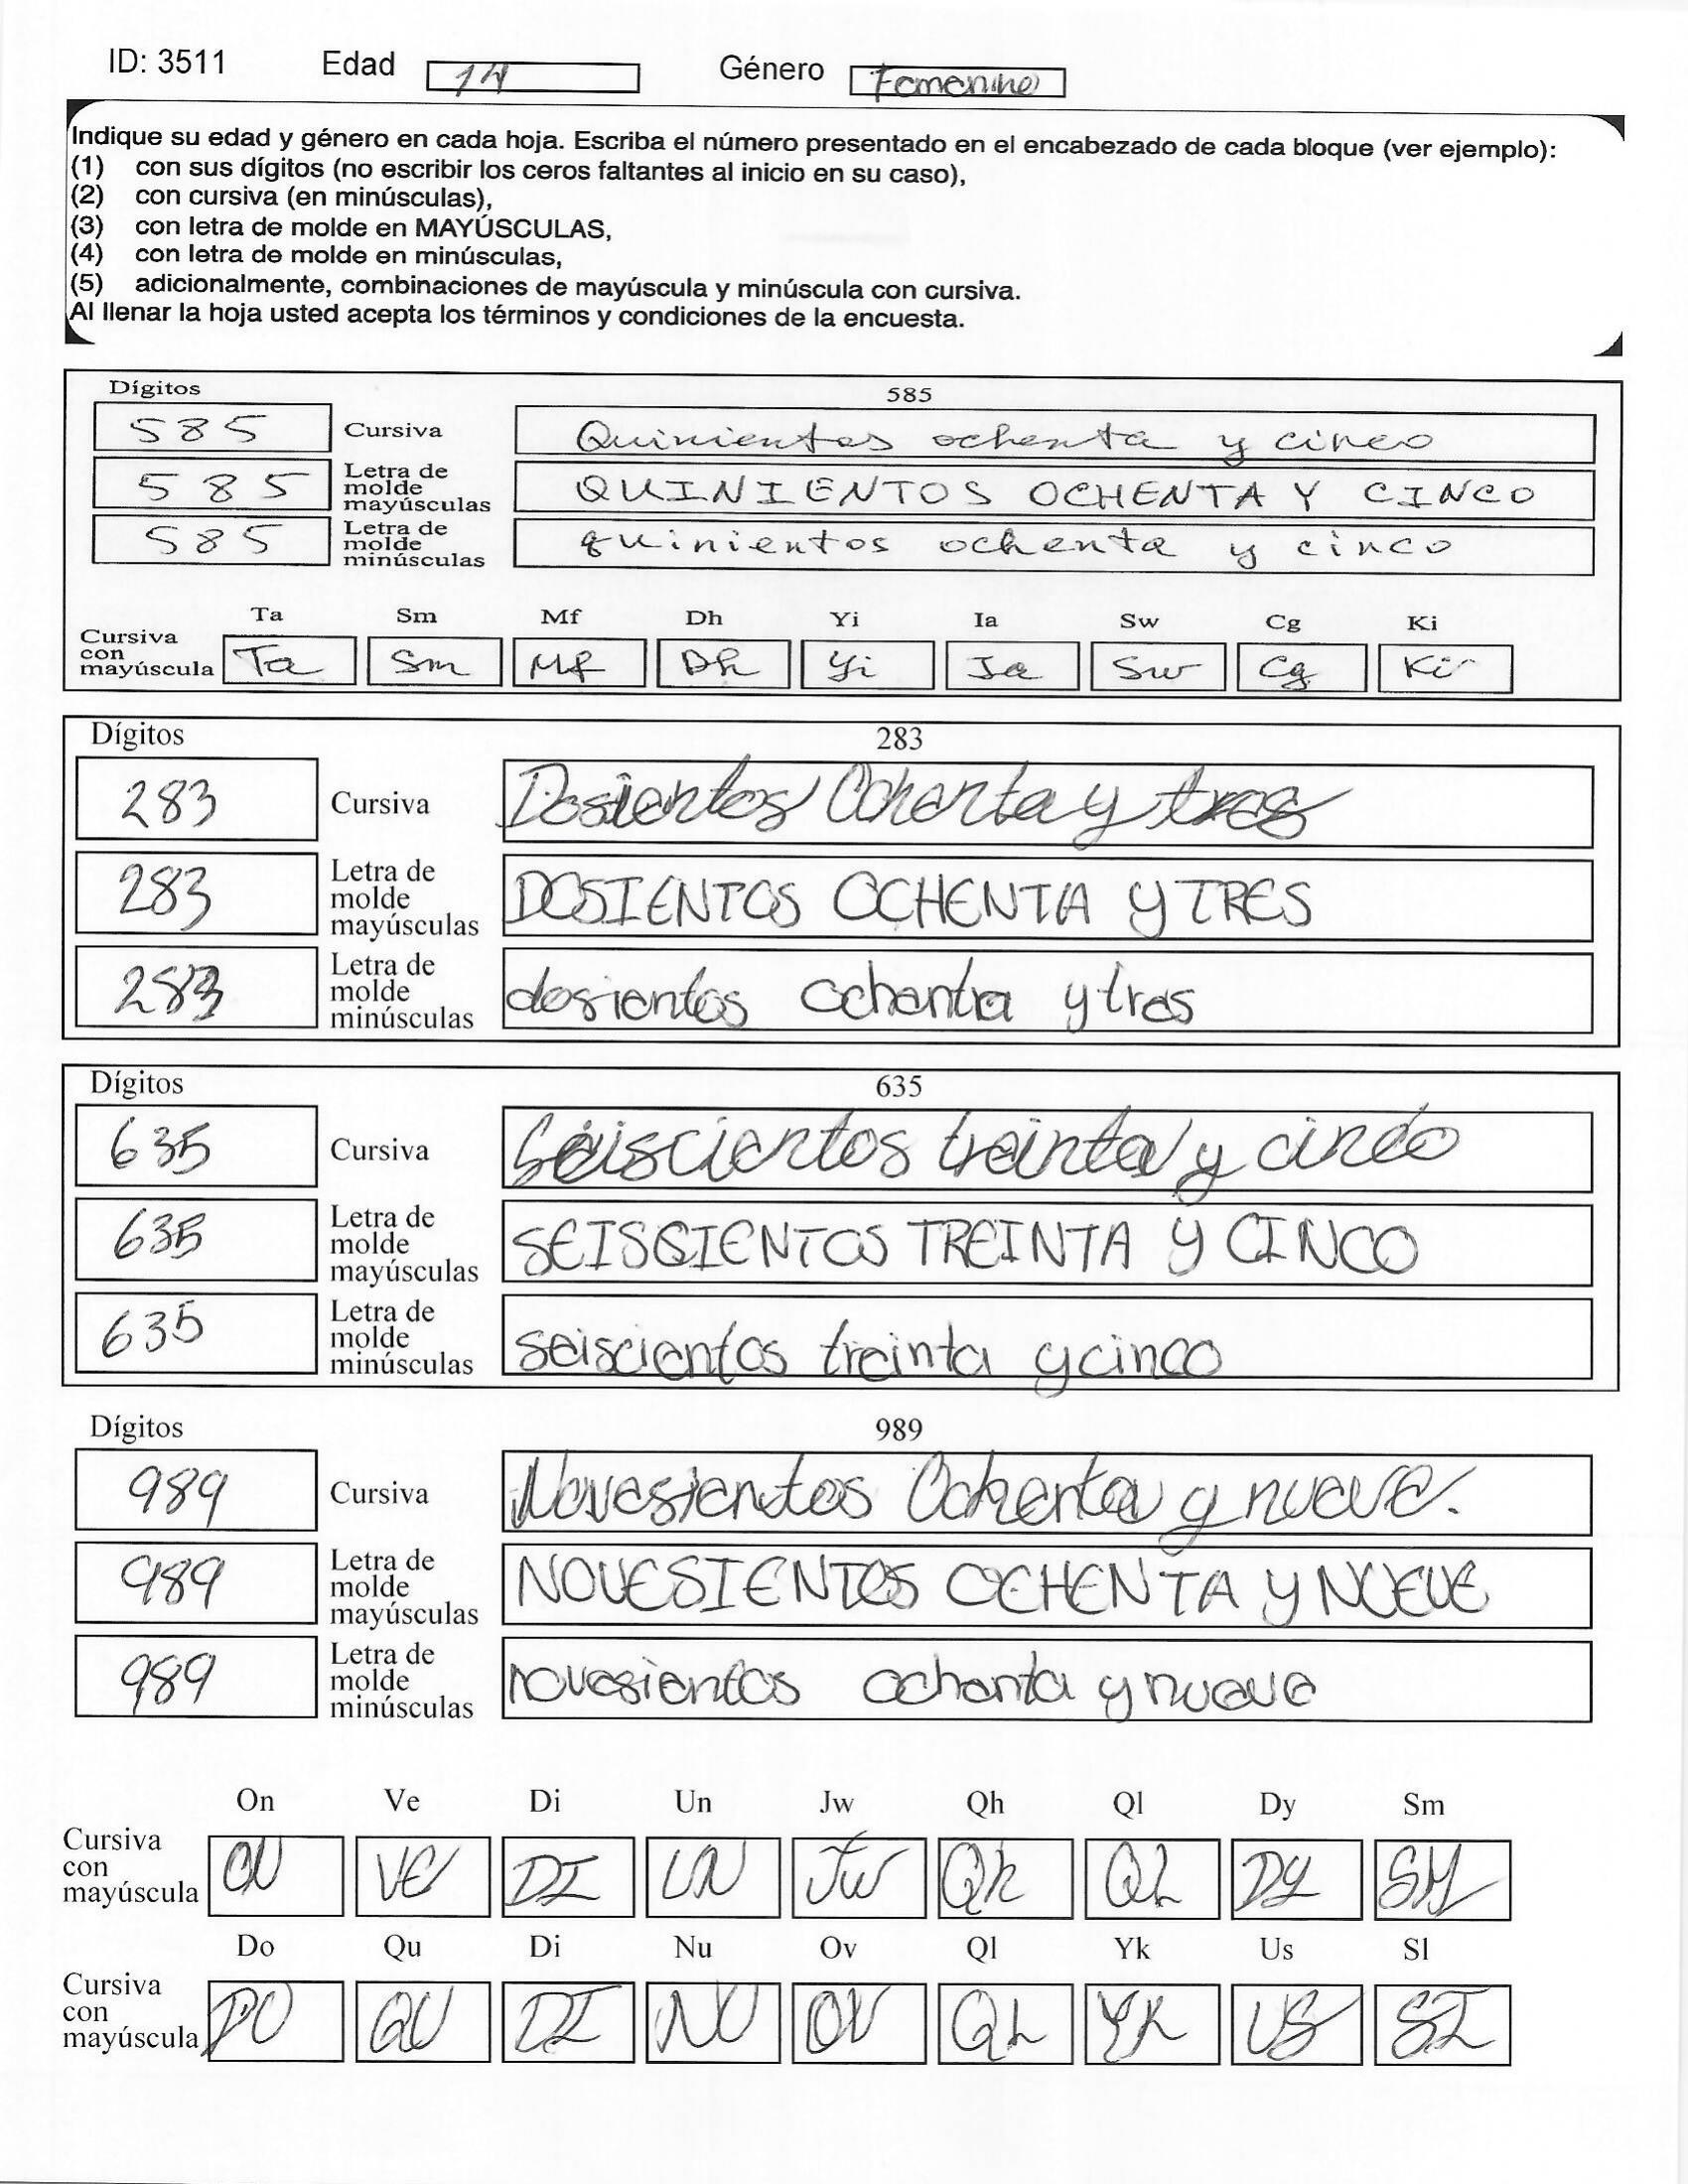 ID: 3511 Edad 14 Género Femenino
Indique su edad y género en cada hoja. Escriba el número presentado en el encabezado de cada bloque (ver ejemplo):
(1) con sus dígitos (no escribir los ceros faltantes al inicio en su caso),
(2) con cursiva (en minúsculas),
(3) con letra de molde en MAYÚSCULAS,
(4) con letra de molde en minúsculas,
(5) adicionalmente, combinaciones de mayúscula y minúscula con cursiva.
Al llenar la hoja usted acepta los términos y condiciones de la encuesta.
Dígitos 585
585 Cursiva Quinientos ochenta y cinco
585 Letra de molde mayúsculas QUINIENTOS OCHENTA Y CINCO
585 Letra de molde minúsculas quinientos ochenta y cinco
Ta Sm Mf Dh Yi Ia Sw Cg Ki
Cursiva con mayúscula Ta Sm Mf Dh Yi Ia Sw Cg Ki
Dígitos 283
283 Cursiva Dosientos Ochenta y tres
283 Letra de molde mayúsculas DOSIENTOS OCHENTA Y TRES
283 Letra de molde minúsculas dosientos ochenta y tres
Dígitos 635
635 Cursiva Seiscientos treinta y cinco
635 Letra de molde mayúsculas SEISCIENTOS TREINTA Y CINCO
635 Letra de molde minúsculas seiscientos treinta y cinco
Dígitos 989
989 Cursiva Novesientos Ochenta y nueve.
989 Letra de molde mayúsculas NOVESIENTOS OCHENTA Y NUEVE
989 Letra de molde minúsculas novesientos ochenta y nueve
On Ve Di Un Jw Qh Ql Dy Sm
Cursiva con mayúscula ON VE DI UN Jw Qh QL DY SM
Do Qu Di Nu Ov Ql Yk Us Sl
Cursiva con mayúscula DO QU DI NU OV QL YK US SI